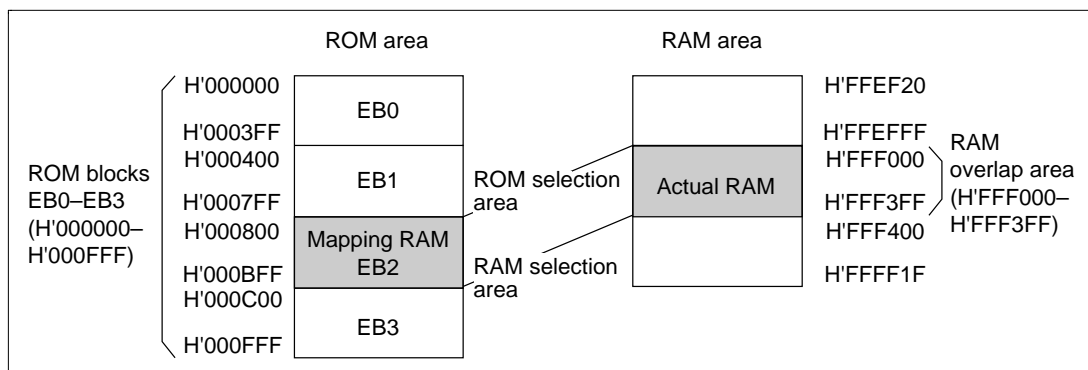 ROM area
RAM area
H'000000
H'0003FF
H'000400
H'0007FF
H'000800
H'000BFF
H'000C00
H'000FFF
ROM blocks
EB0–EB3
(H'000000–
H'000FFF)
EB0
EB1
Mapping RAM
EB2
EB3
ROM selection
area
RAM selection
area
Actual RAM
H'FFEF20
H'FFEFFF
H'FFF000
H'FFF3FF
H'FFF400
H'FFFF1F
RAM
overlap area
(H'FFF000–
H'FFF3FF)